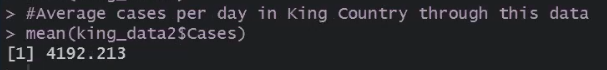 > #Average cases per day in King Country through this data
> mean(king_data2$Cases)
[1] 4192.213